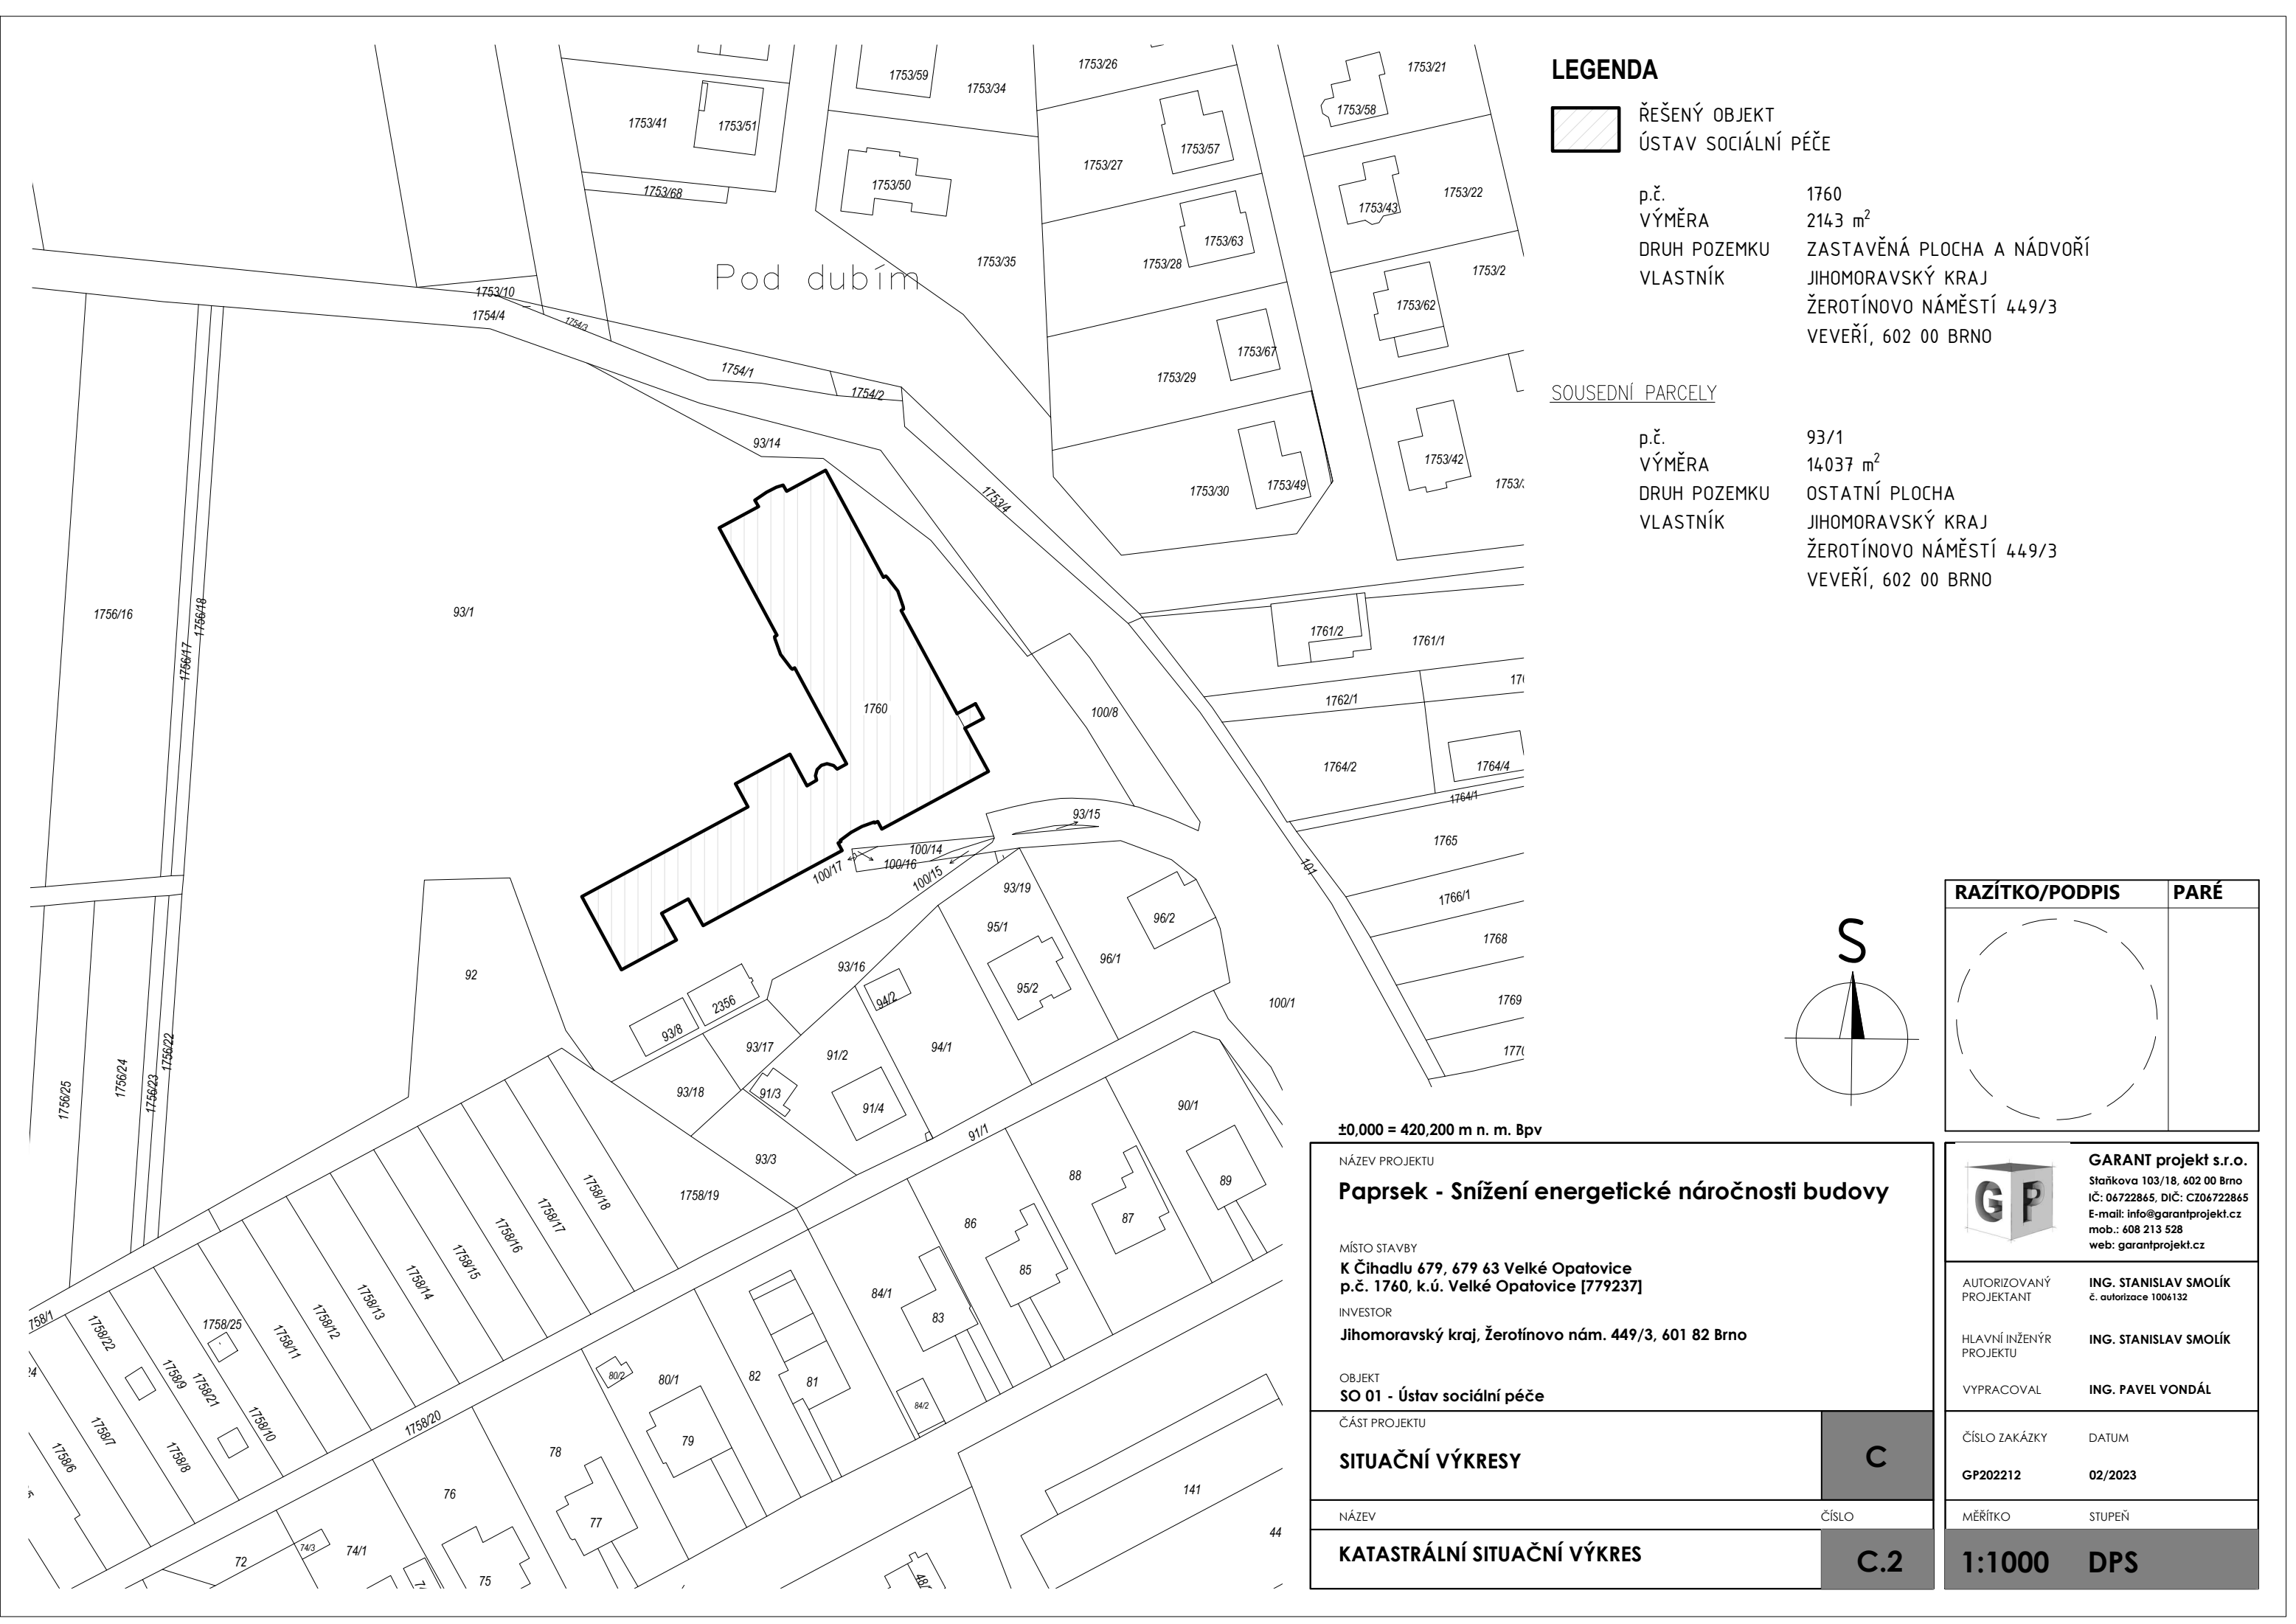 1753/59
1753/34
1753/26
1753/21
1753/58
1753/41
1753/51
1753/57
1753/27
1753/50
1753/68
1753/22
1753/43
1753/63
1753/35
1753/28
Pod dubím
1753/2
1753/10
1754/4
1754/3
1753/62
1753/67
1754/1
1754/2
1753/29
93/14
1753/42
1753/30
1753/49
1753/4
1756/16
1756/18
1756/17
93/1
1761/2
1761/1
1762/1
1760
100/8
1764/2
1764/4
1764/1
93/15
1765
100/14
100/16
100/17
100/15
101
93/19
1766/1
96/2
95/1
1768
96/1
93/16
92
95/2
94/2
2356
93/8
1769
100/1
93/17
91/2
94/1
1756/22
1756/24
1756/23
1756/25
93/18
91/3
91/4
90/1
91/1
93/3
88
89
1758/19
1758/18
1758/17
1758/16
1758/15
1758/14
1758/13
1758/12
1758/11
1758/25
1758/22
1758/9
1758/21
1758/10
1758/7
1758/8
1758/6
1758/20
86
87
85
84/1
83
84/2
82
81
80/2
80/1
79
78
77
76
75
74/1
74/3
72
141
44
LEGENDA
ŘEŠENÝ OBJEKT
ÚSTAV SOCIÁLNÍ PÉČE
p.č. 1760
VÝMĚRA 2143 m²
DRUH POZEMKU ZASTAVĚNÁ PLOCHA A NÁDVOŘÍ
VLASTNÍK JIHOMORAVSKÝ KRAJ
ŽEROTÍNOVO NÁMĚSTÍ 449/3
VEVEŘÍ, 602 00 BRNO
SOUSEDNÍ PARCELY
p.č. 93/1
VÝMĚRA 14037 m²
DRUH POZEMKU OSTATNÍ PLOCHA
VLASTNÍK JIHOMORAVSKÝ KRAJ
ŽEROTÍNOVO NÁMĚSTÍ 449/3
VEVEŘÍ, 602 00 BRNO
S
RAZÍTKO/PODPIS PARÉ
±0,000 = 420,200 m n. m. Bpv
NÁZEV PROJEKTU
Paprsek - Snížení energetické náročnosti budovy
MÍSTO STAVBY
K Čihadlu 679, 679 63 Velké Opatovice
p.č. 1760, k.ú. Velké Opatovice [779237]
INVESTOR
Jihomoravský kraj, Žerotínovo nám. 449/3, 601 82 Brno
OBJEKT
SO 01 - Ústav sociální péče
ČÁST PROJEKTU
SITUAČNÍ VÝKRESY
C
NÁZEV ČÍSLO
KATASTRÁLNÍ SITUAČNÍ VÝKRES C.2
GP
GARANT projekt s.r.o.
Staňkova 103/18, 602 00 Brno
IČ: 06722865, DIČ: CZ06722865
E-mail: info@garantprojekt.cz
mob.: 608 213 528
web: garantprojekt.cz
AUTORIZOVANÝ PROJEKTANT
ING. STANISLAV SMOLÍK
č. autorizace 1006132
HLAVNÍ INŽENÝR PROJEKTU
ING. STANISLAV SMOLÍK
VYPRACOVAL ING. PAVEL VONDÁL
ČÍSLO ZAKÁZKY DATUM
GP202212 02/2023
MĚŘÍTKO STUPEŇ
1:1000 DPS